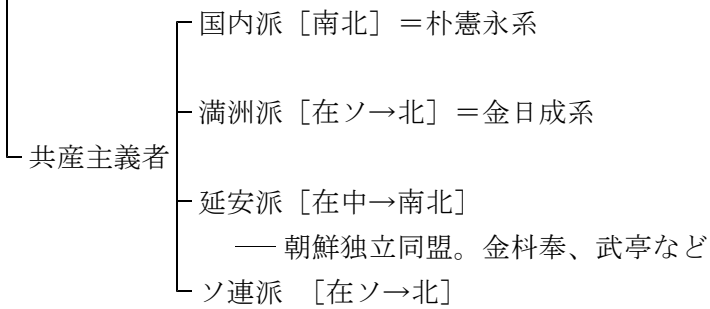 国内派［南北］＝朴憲永系
満洲派［在ソ→北］＝金日成系
共産主義者
延安派［在中→南北］
── 朝鮮独立同盟。金枓奉、武亭など
ソ連派　［在ソ→北］